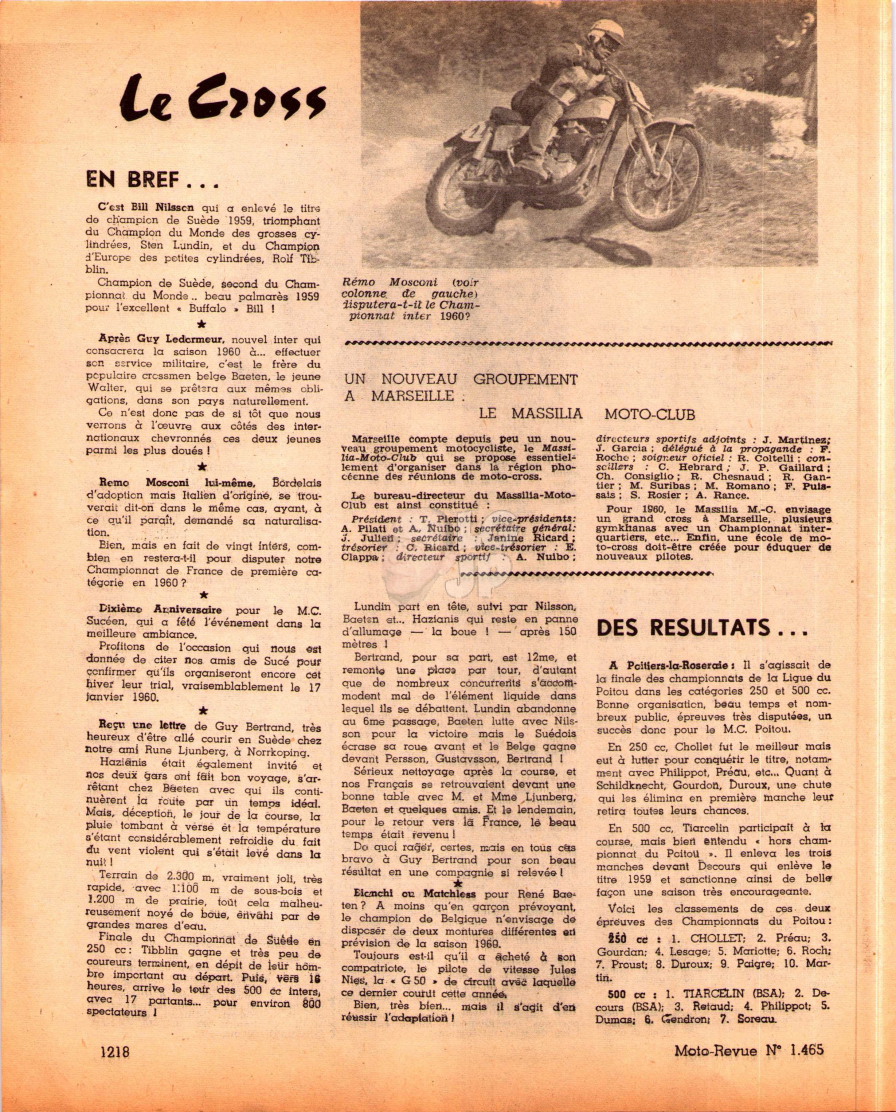 Le Cross
EN BREF...
C'est Bill Nilsson qui a enlevé le titre
de champion de Suède 1959, triomphant
du Champion du Monde des grosses cy-
lindrées, Sten Lundin, et du Champion
d'Europe des petites cylindrées, Rolf Tib-
blin.
Champion de Suède, second du Cham-
pionnat du Monde.. beau palmarès 1959
pour l'excellent « Buffalo » Bill !
★
Après Guy Ledermeur, nouvel inter qui
consacrera la saison 1960 à... effectuer
son service militaire, c'est le frère du
populaire crossmen belge Baeten, le jeune
Walter, qui se prêtera aux mêmes obli-
gations, dans son pays naturellement.
Ce n'est donc pas de si tôt que nous
verrons à l'œuvre aux côtés des inter-
nationaux chevronnés ces deux jeunes
parmi les plus doués !
★
Remo Mosconi lui-même, Bordelais
d'adoption mais Italien d'origine, se trou-
verait dit-on dans le même cas, ayant, à
ce qu'il paraît, demandé sa naturalisa-
tion.
Bien, mais en fait de vingt inters, com-
bien en restera-t-il pour disputer notre
Championnat de France de première ca-
tégorie en 1960 ?
★
Dixième Anniversaire pour le M.C.
Sucéen, qui a fêté l'événement dans la
meilleure ambiance.
Profitons de l'occasion qui nous est
donnée de citer nos amis de Sucé pour
confirmer qu'ils organiseront encore cet
hiver leur trial, vraisemblablement le 17
janvier 1960.
★
Reçu une lettre de Guy Bertrand, très
heureux d'être allé courir en Suède chez
notre ami Rune Ljunberg, à Norrkoping.
Hazianis était également invité et
nos deux gars ont fait bon voyage, s'ar-
rêtant chez Baeten avec qui ils conti-
nuèrent la route par un temps idéal.
Mais, déception, le jour de la course, la
pluie tombant à verse et la température
s'étant considérablement refroidie du fait
du vent violent qui s'était levé dans la
nuit !
Terrain de 2.300 m, vraiment joli, très
rapide, avec 1.100 m de sous-bois et
1.200 m de prairie, tout cela malheu-
reusement noyé de boue, envahi par de
grandes mares d'eau.
Finale du Championnat de Suède en
250 cc : Tibblin gagne et très peu de
coureurs terminent, en dépit de leur nom-
bre important au départ. Puis, vers 16
heures, arrive le tour des 500 cc inters,
avec 17 partants... pour environ 800
spectateurs !
Rémo Mosconi (voir
colonne de gauche)
disputera-t-il le Cham-
pionnat inter 1960?
UN NOUVEAU GROUPEMENT
A MARSEILLE :
LE MASSILIA MOTO-CLUB
Marseille compte depuis peu un nou-
veau groupement motocycliste, le Massi-
lia-Moto-Club qui se propose essentiel-
lement d'organiser dans la région pho-
céenne des réunions de moto-cross.
Le bureau-directeur du Massilia-Moto-
Club est ainsi constitué :
Président : T. Pierotti ; vice-présidents:
A. Pilati et A. Nuibo ; secrétaire général:
J. Jullien ; secrétaire : Janine Ricard ;
trésorier : C. Ricard ; vice-trésorier : E.
Clappa ; directeur sportif : A. Nuibo ;
directeurs sportifs adjoints : J. Martinez;
J. Garcia ; délégué à la propagande : F.
Roche ; soigneur oficiel : R. Coltelli ; con-
seillers : C. Hebrard ; J. P. Gaillard ;
Ch. Consiglio ; R. Chesnaud ; R. Gan-
tier ; M. Suribas ; M. Romano ; F. Puis-
sais ; S. Rosier ; A. Rance.
Pour 1960, le Massilia M.-C. envisage
un grand cross à Marseille, plusieurs
gymkhanas avec un Championnat inter-
quartiers, etc... Enfin, une école de mo-
to-cross doit-être créée pour éduquer de
nouveaux pilotes.
Lundin part en tête, suivi par Nilsson,
Baeten et... Hazianis qui reste en panne
d'allumage — la boue ! — après 150
mètres !
Bertrand, pour sa part, est 12me, et
remonte une place par tour, d'autant
que de nombreux concurrents s'accom-
modent mal de l'élément liquide dans
lequel ils se débattent. Lundin abandonne
au 6me passage, Baeten lutte avec Nils-
son pour la victoire mais le Suédois
écrase sa roue avant et le Belge gagne
devant Persson, Gustavsson, Bertrand !
Sérieux nettoyage après la course, et
nos Français se retrouvaient devant une
bonne table avec M. et Mme Ljunberg,
Baeten et quelques amis. Et le lendemain,
pour le retour vers la France, le beau
temps était revenu !
De quoi rager, certes, mais en tous cas
bravo à Guy Bertrand pour son beau
résultat en une compagnie si relevée !
★
Bianchi ou Matchless pour René Bae-
ten ? A moins qu'en garçon prévoyant,
le champion de Belgique n'envisage de
disposer de deux montures différentes en
prévision de la saison 1960.
Toujours est-il qu'il a acheté à son
compatriote, le pilote de vitesse Jules
Nies, la « G 50 » de circuit avec laquelle
ce dernier courut cette année.
Bien, très bien... mais il s'agit d'en
réussir l'adaptation !
DES RESULTATS...
A Poitiers-la-Roseraie : Il s'agissait de
la finale des championnats de la Ligue du
Poitou dans les catégories 250 et 500 cc.
Bonne organisation, beau temps et nom-
breux public, épreuves très disputées, un
succès donc pour le M.C. Poitou.
En 250 cc, Chollet fut le meilleur mais
eut à lutter pour conquérir le titre, notam-
ment avec Philippot, Préau, etc... Quant à
Schildknecht, Gourdon, Duroux, une chute
qui les élimina en première manche leur
retira toutes leurs chances.
En 500 cc, Tiarcelin participait à la
course, mais bien entendu « hors cham-
pionnat du Poitou ». Il enleva les trois
manches devant Decours qui enlève le
titre 1959 et sanctionne ainsi de belle
façon une saison très encourageante.
Voici les classements de ces deux
épreuves des Championnats du Poitou :
250 cc : 1. CHOLLET; 2. Préau; 3.
Gourdan; 4. Lesage; 5. Mariotte; 6. Roch;
7. Proust; 8. Duroux; 9. Paigre; 10. Mar-
tin.
500 cc : 1. TIARCELIN (BSA); 2. De-
cours (BSA); 3. Retaud; 4. Philippot; 5.
Dumas; 6. Gendron; 7. Soreau.
1218
Moto-Revue N° 1.465